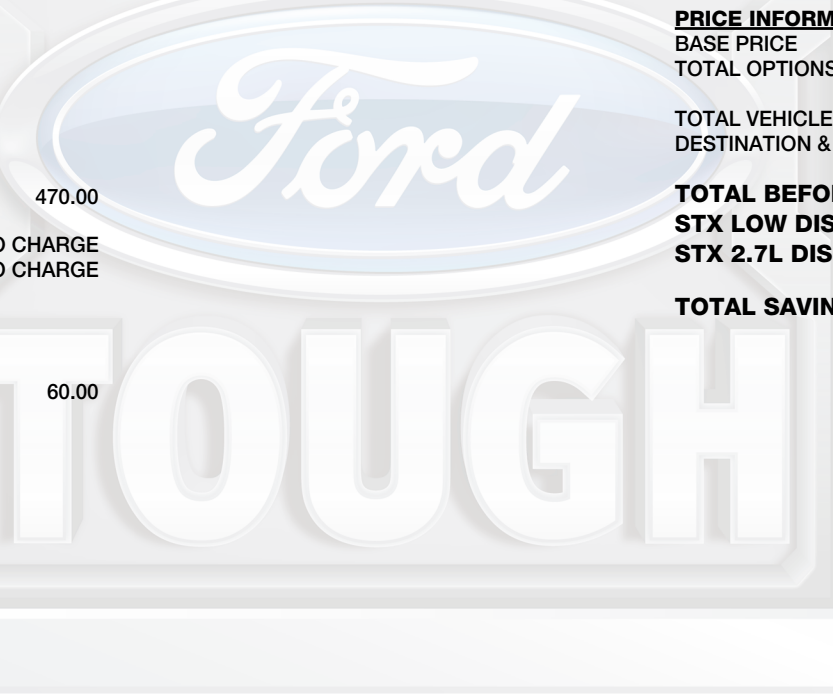 Ford
TOUGH
470.00
O CHARGE
O CHARGE
60.00
PRICE INFORM
BASE PRICE
TOTAL OPTIONS
TOTAL VEHICLE
DESTINATION &
TOTAL BEFO
STX LOW DIS
STX 2.7L DIS
TOTAL SAVIN